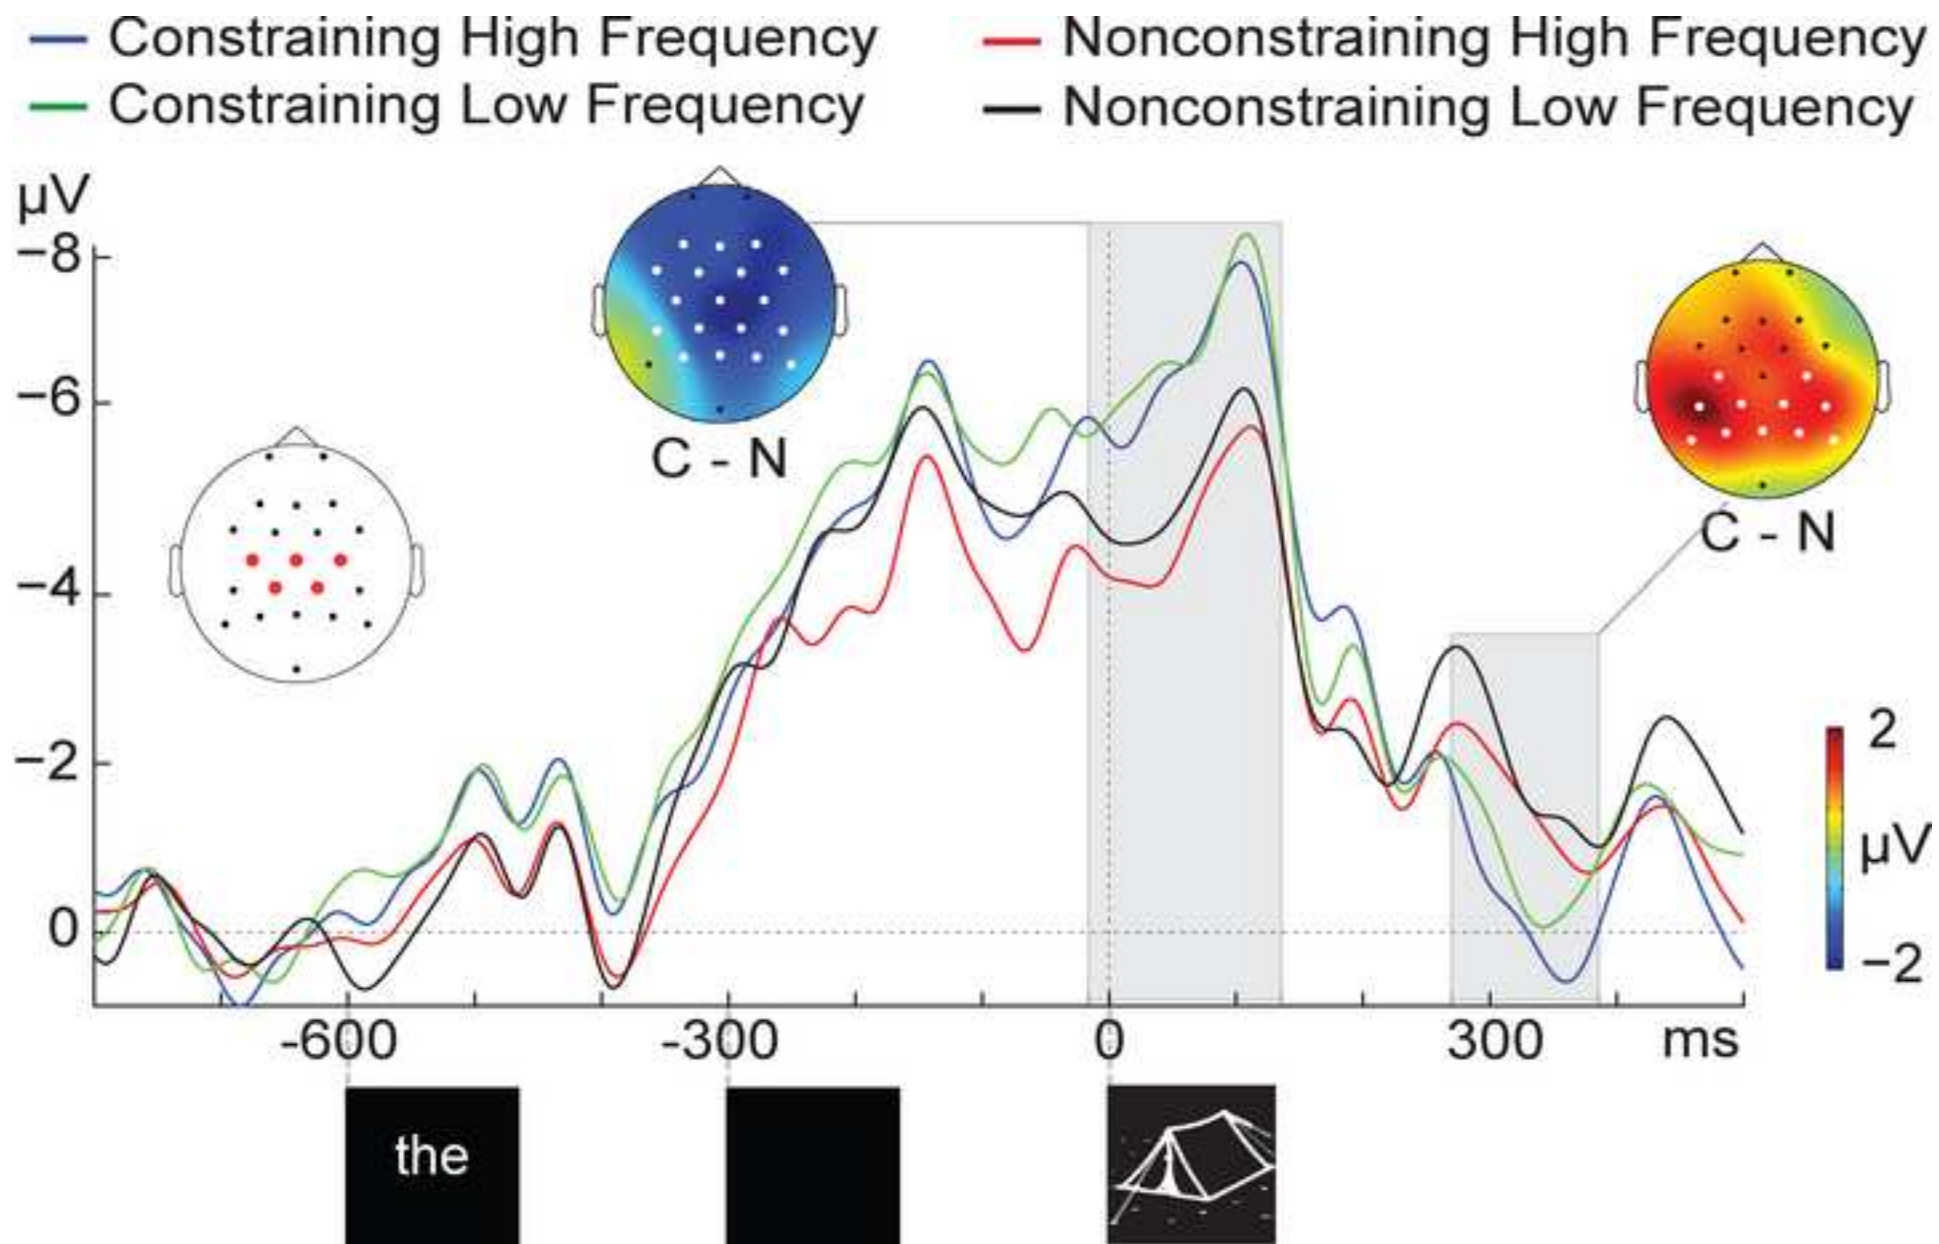 Constraining High Frequency
Nonconstraining High Frequency
Constraining Low Frequency
Nonconstraining Low Frequency
µV
−8
−6
−4
−2
0
C - N
C - N
2
µV
−2
-600
-300
0
300
ms
the